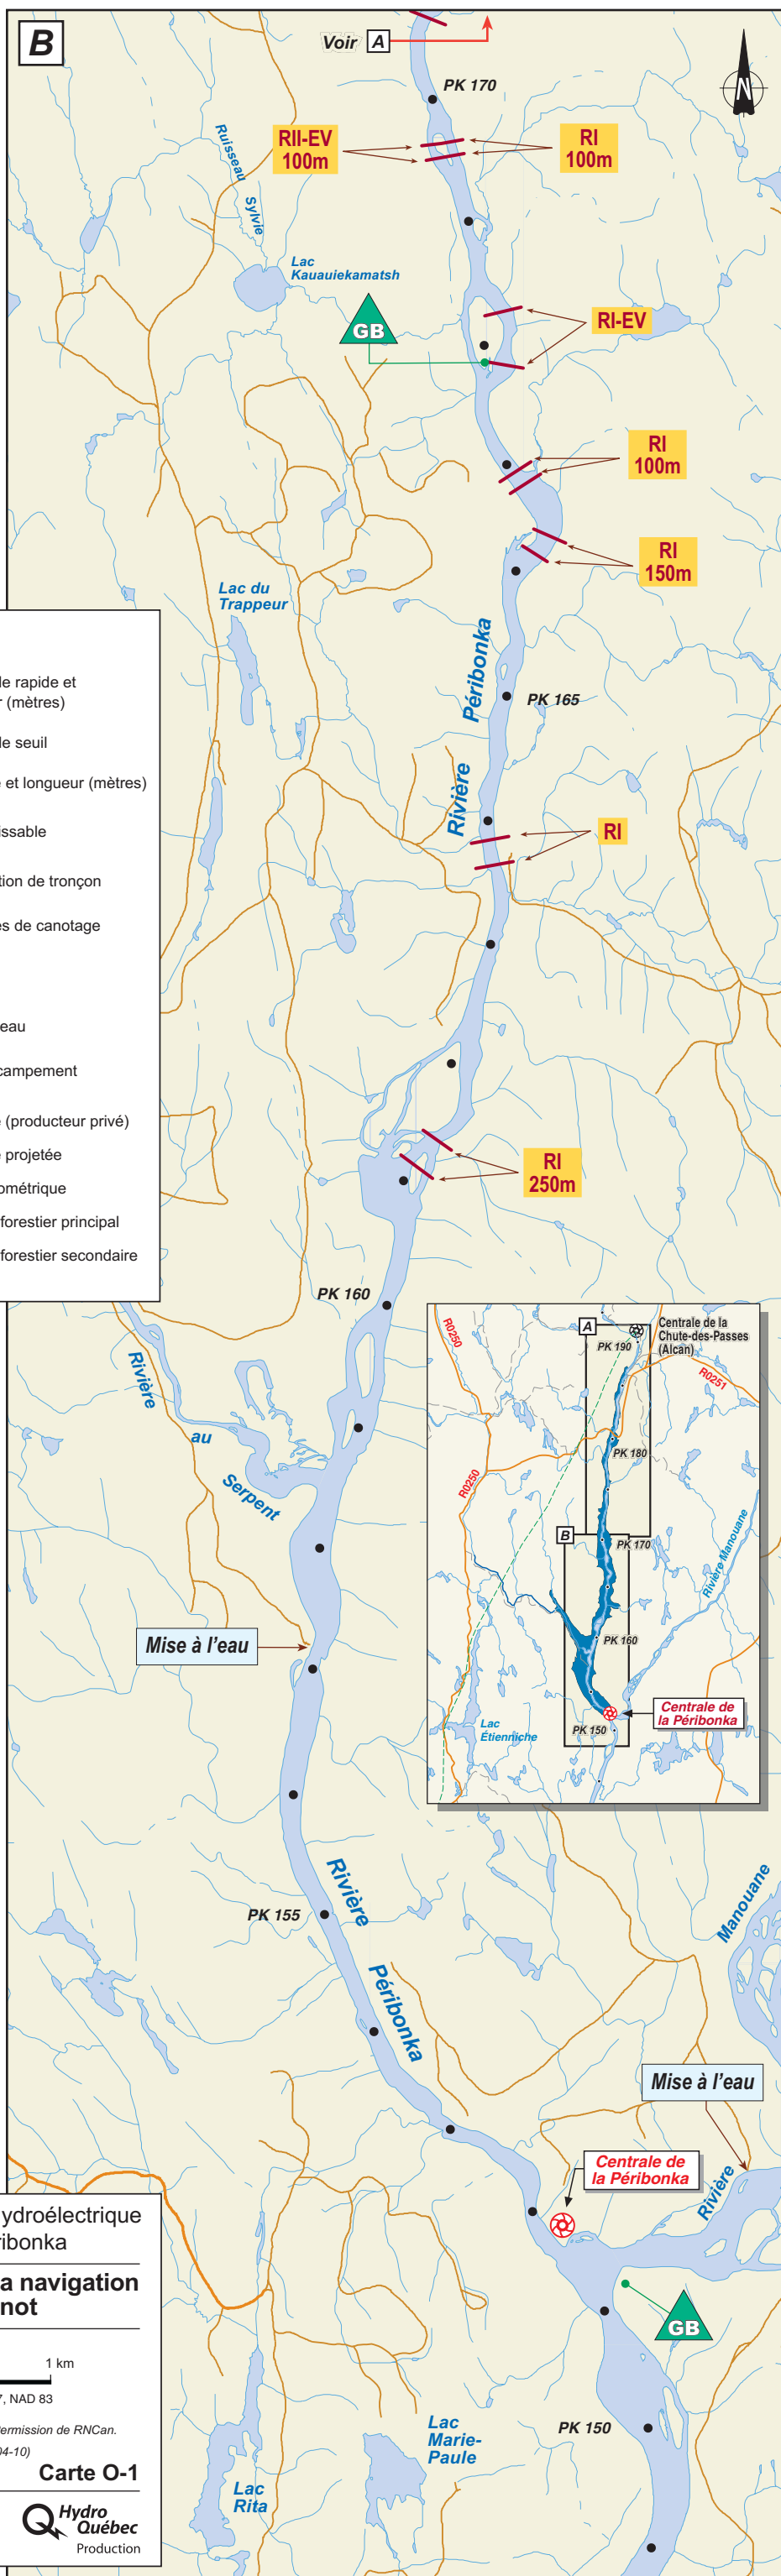 B
Voir A
N
PK 170
RII-EV
100m
RI
100m
Ruisseau
Sylvie
Lac
Kauauiekamatsh
GB
RI-EV
RI
100m
RI
150m
Lac du
Trappeur
Péribonka
Rivière
PK 165
RI
de rapide et
(mètres)
de seuil
et longueur (mètres)
issable
tion de tronçon
es de canotage
eau
campement
(producteur privé)
projetée
ométrique
forestier principal
forestier secondaire
RI
250m
PK 160
Rivière
au
Serpent
R0250
A
Centrale de la
Chute-des-Passes
(Alcan)
PK 190
R0251
PK 180
R0250
B
PK 170
Rivière Manouane
PK 160
Centrale de
la Péribonka
Lac
Étienniche
PK 150
Mise à l'eau
PK 155
Rivière
Péribonka
Manouane
Rivière
Mise à l'eau
Centrale de
la Péribonka
GB
PK 150
Lac
Marie-
Paule
Lac
Rita
ydroélectrique
ribonka
a navigation
not
1 km
7, NAD 83
ermission de RNCan.
04-10)
Carte O-1
Hydro
Québec
Production